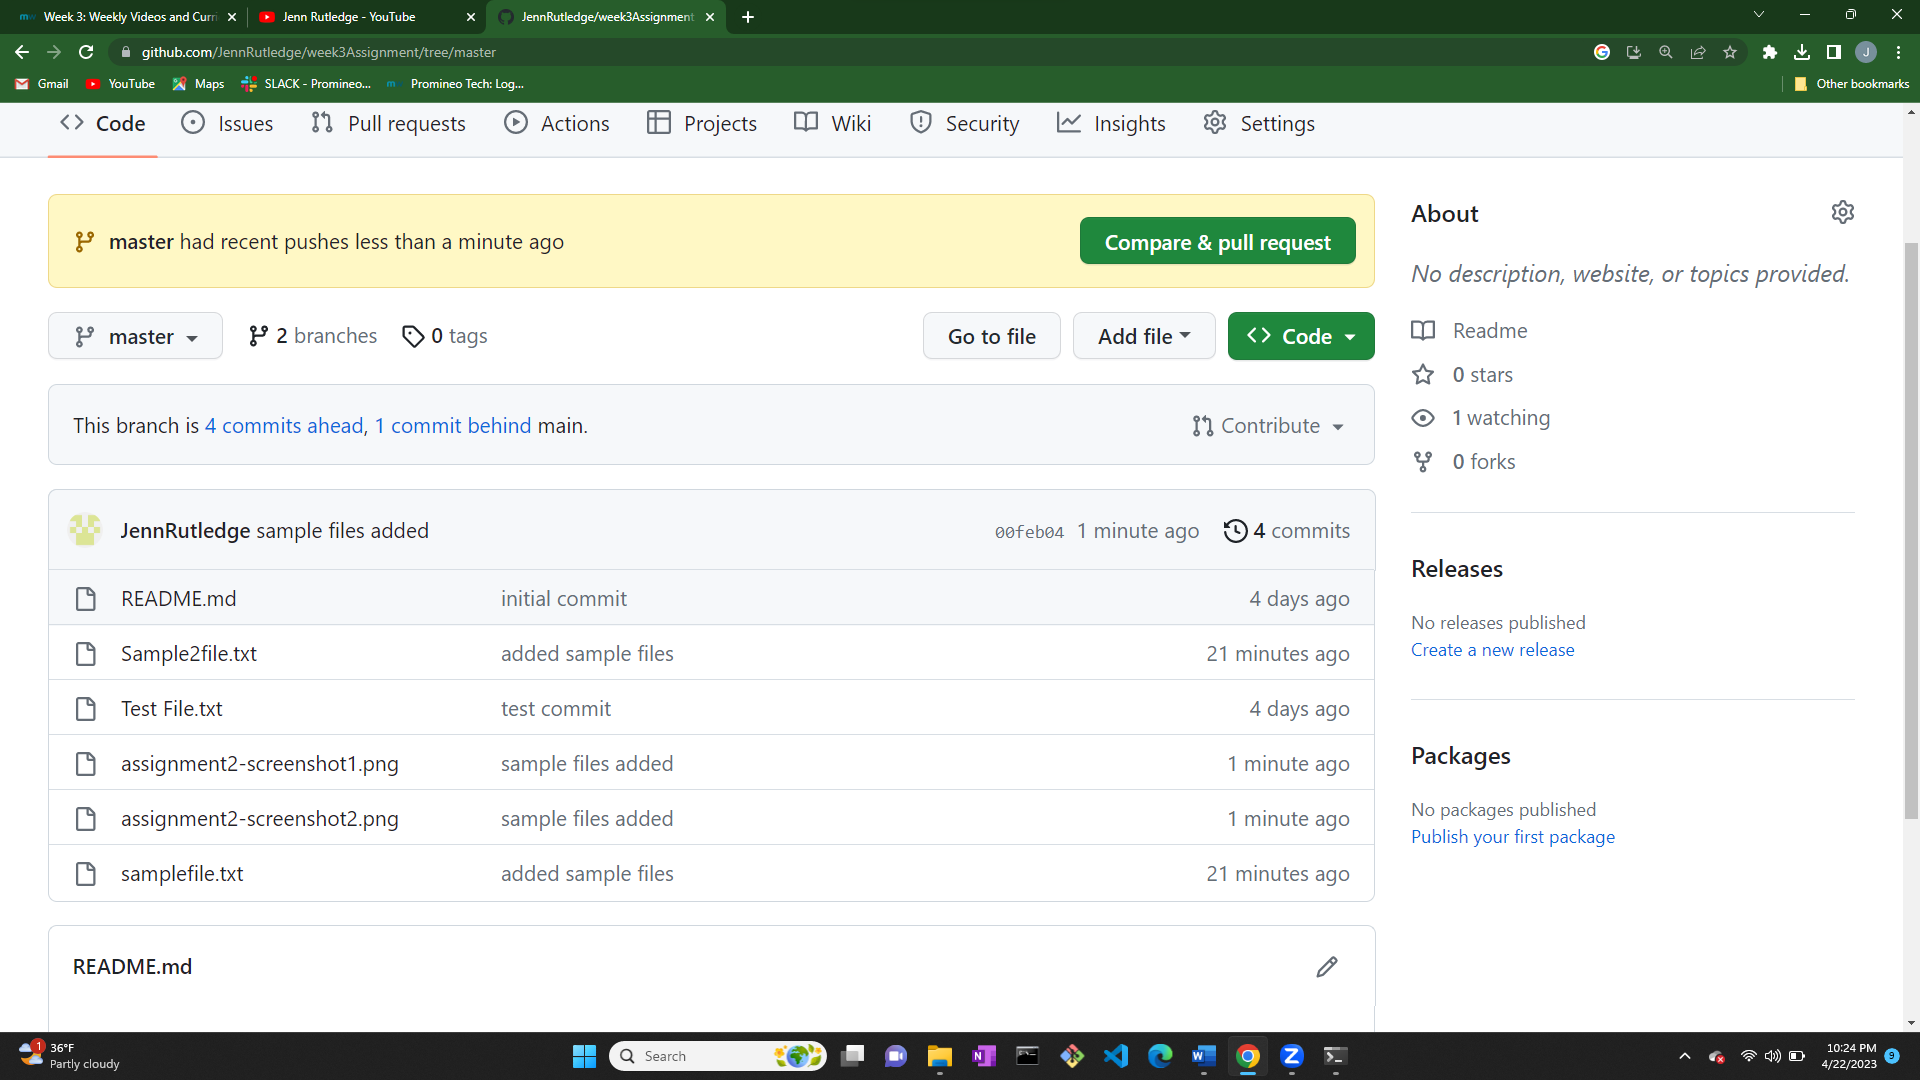 Week 3: Weekly Videos and Curri
Jenn Rutledge - YouTube
JennRutledge/week3Assignment
github.com/JennRutledge/week3Assignment/tree/master
J
Gmail
YouTube
Maps
SLACK - Promineo...
Promineo Tech: Log...
Other bookmarks
Code
Issues
Pull requests
Actions
Projects
Wiki
Security
Insights
Settings
master had recent pushes less than a minute ago
Compare & pull request
master
2 branches
0 tags
Go to file
Add file
Code
This branch is 4 commits ahead, 1 commit behind main.
Contribute
JennRutledge sample files added
00feb04 1 minute ago
4 commits
README.md initial commit 4 days ago
Sample2file.txt added sample files 21 minutes ago
Test File.txt test commit 4 days ago
assignment2-screenshot1.png sample files added 1 minute ago
assignment2-screenshot2.png sample files added 1 minute ago
samplefile.txt added sample files 21 minutes ago
README.md
About
No description, website, or topics provided.
Readme
0 stars
1 watching
0 forks
Releases
No releases published
Create a new release
Packages
No packages published
Publish your first package
1
36°F
Partly cloudy
Search
10:24 PM
4/22/2023
9